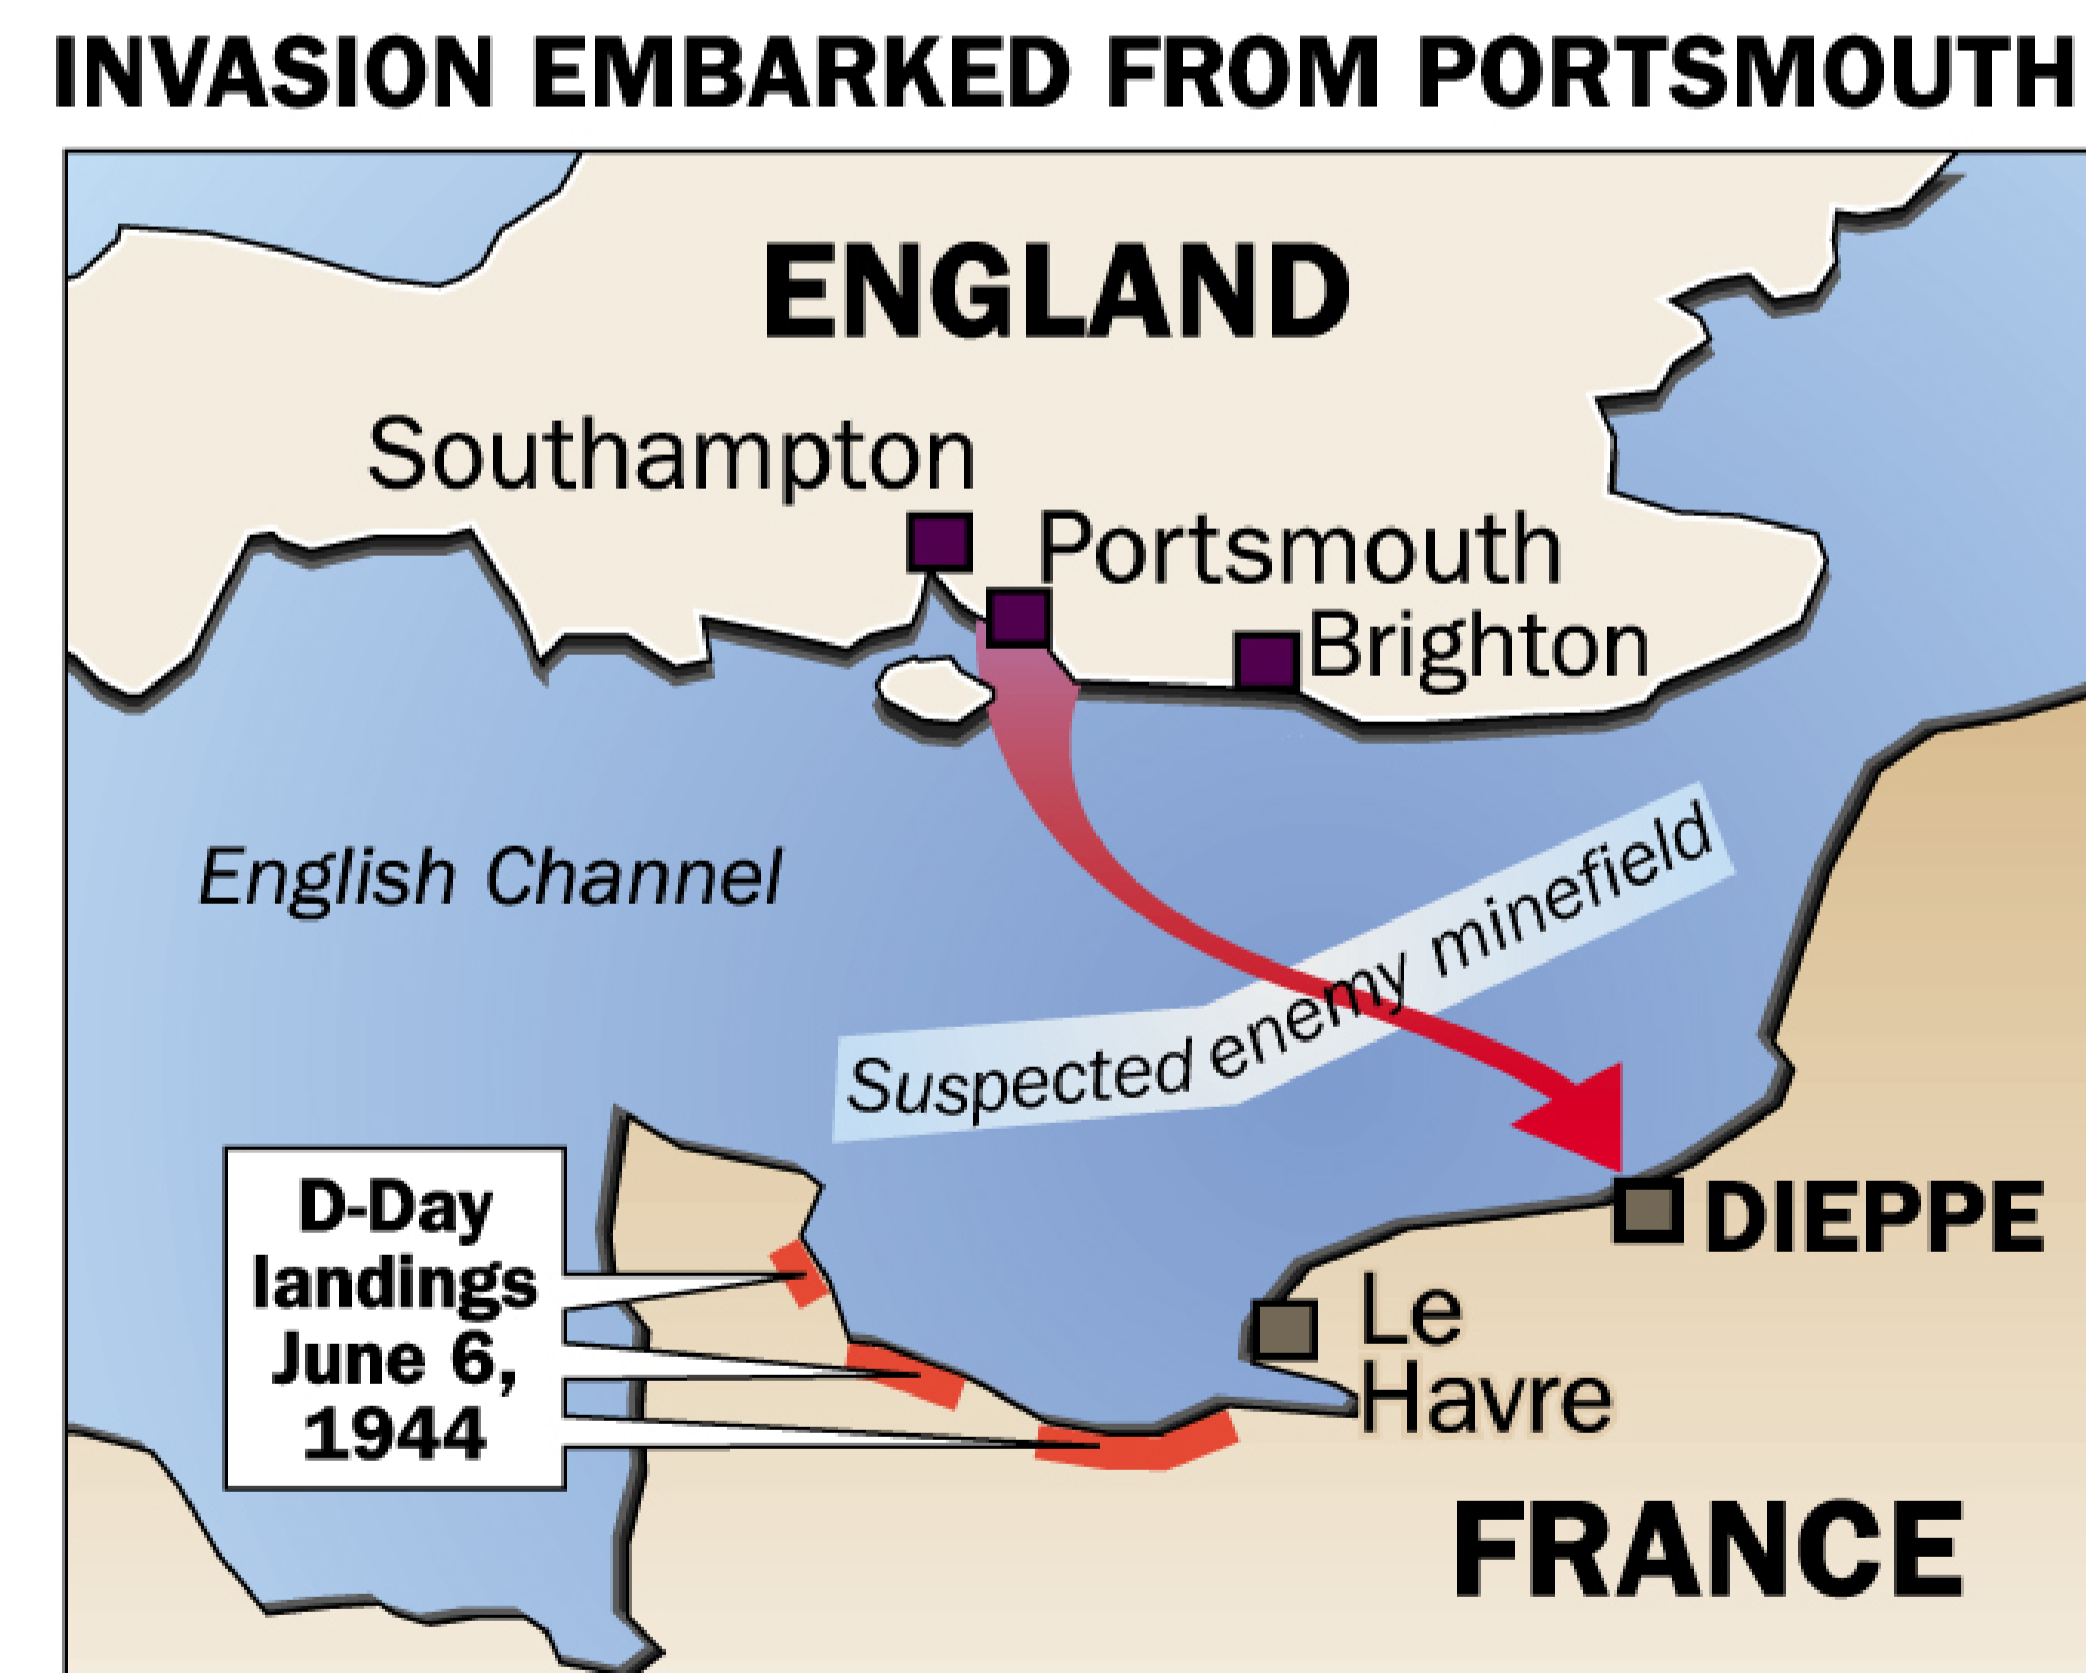 INVASION EMBARKED FROM PORTSMOUTH
ENGLAND
Southampton
Portsmouth
Brighton
English Channel
Suspected enemy minefield
D-Day
landings
June 6,
1944
DIEPPE
Le
Havre
FRANCE